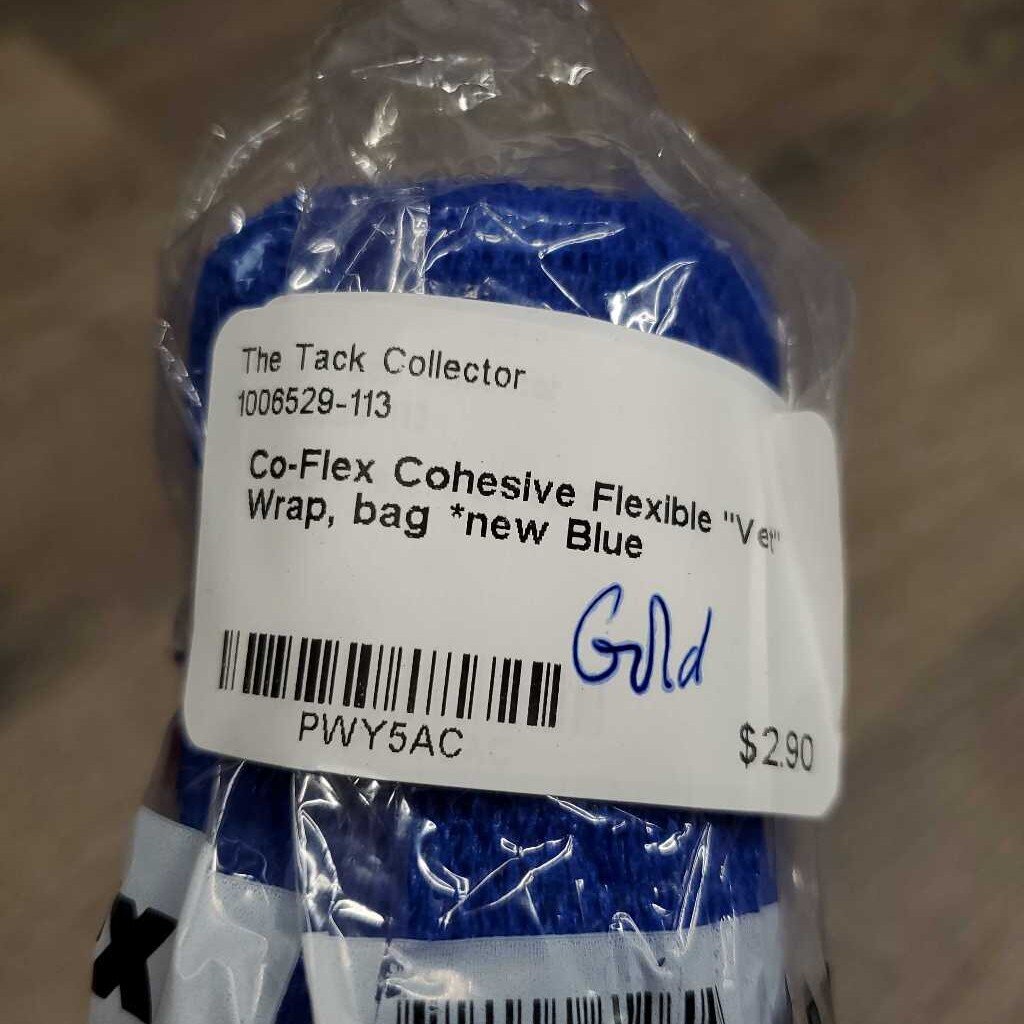 The Tack Collector
1006529-113
Co-Flex Cohesive Flexible "Vet"
Wrap, bag *new Blue
Gold
PWY5AC
$2.90
X